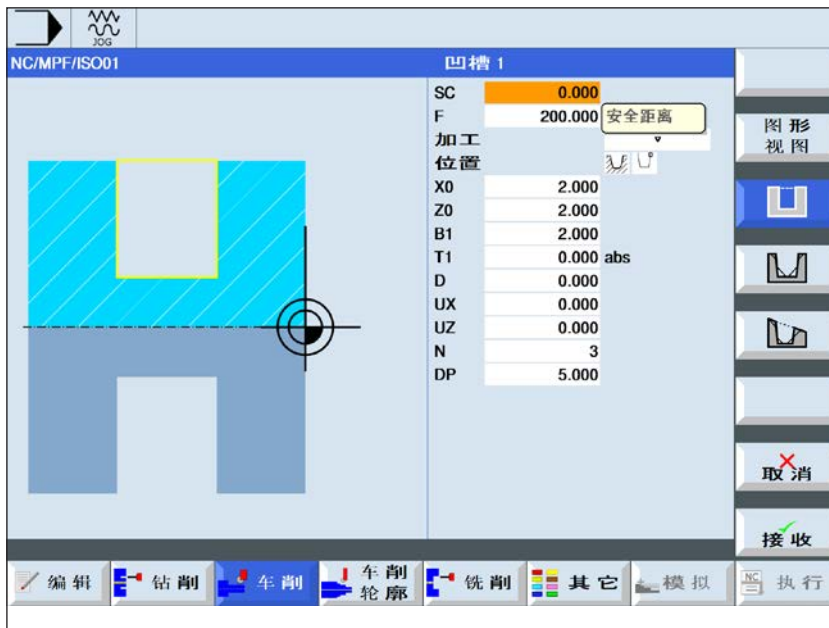 JOG
NC/MPF/ISO01
凹槽 1
SC 0.000
F 200.000
安全距离
加工
位置
X0 2.000
Z0 2.000
B1 2.000
T1 0.000 abs
D 0.000
UX 0.000
UZ 0.000
N 3
DP 5.000
图形
视图
取消
接收
编辑
钻削
车削
车削
轮廓
铣削
其它
模拟
NC
执行